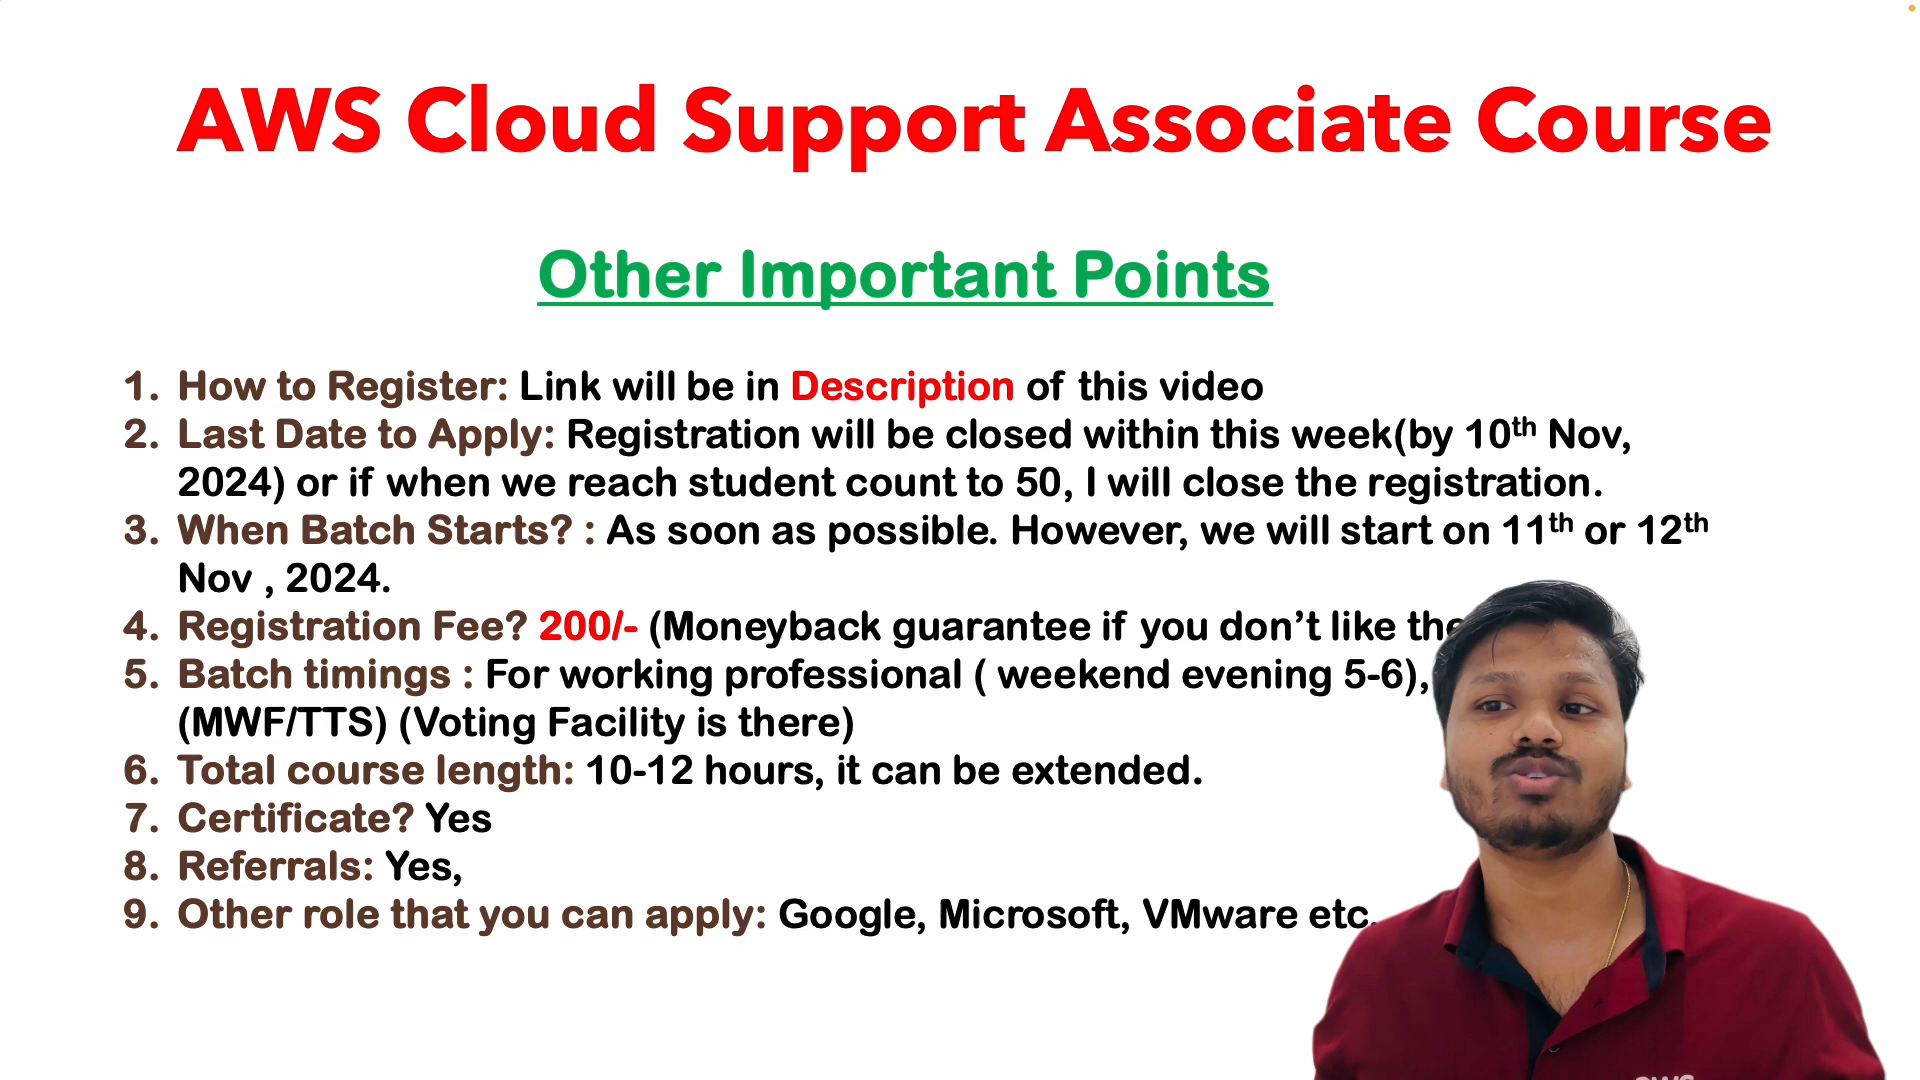 AWS Cloud Support Associate Course
Other Important Points
1. How to Register: Link will be in Description of this video
2. Last Date to Apply: Registration will be closed within this week(by 10th Nov,
2024) or if when we reach student count to 50, I will close the registration.
3. When Batch Starts? : As soon as possible. However, we will start on 11th or 12th
Nov , 2024.
4. Registration Fee? 200/- (Moneyback guarantee if you don’t like the
5. Batch timings : For working professional ( weekend evening 5-6),
(MWF/TTS) (Voting Facility is there)
6. Total course length: 10-12 hours, it can be extended.
7. Certificate? Yes
8. Referrals: Yes,
9. Other role that you can apply: Google, Microsoft, VMware etc.